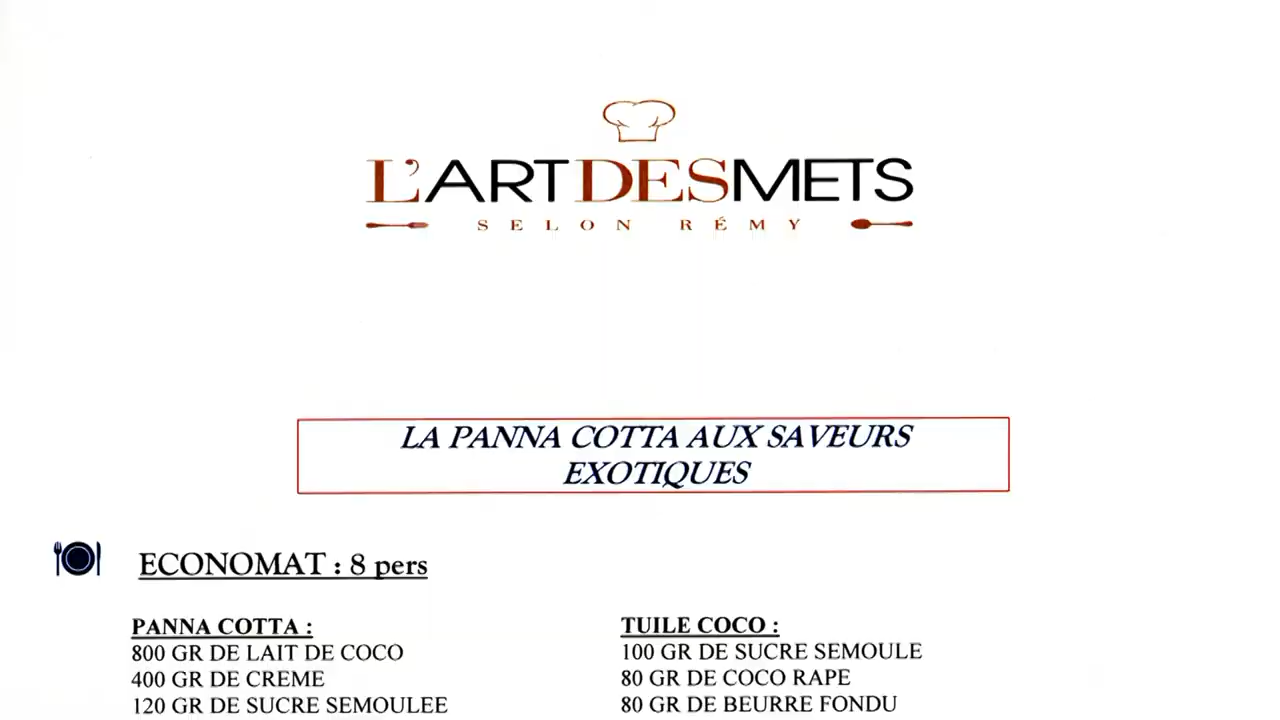 L'ARTDESMETS
SELON RÉMY
LA PANNA COTTA AUX SAVEURS
EXOTIQUES
ECONOMAT : 8 pers
PANNA COTTA :
800 GR DE LAIT DE COCO
400 GR DE CREME
120 GR DE SUCRE SEMOULEE
TUILE COCO :
100 GR DE SUCRE SEMOULE
80 GR DE COCO RAPE
80 GR DE BEURRE FONDU